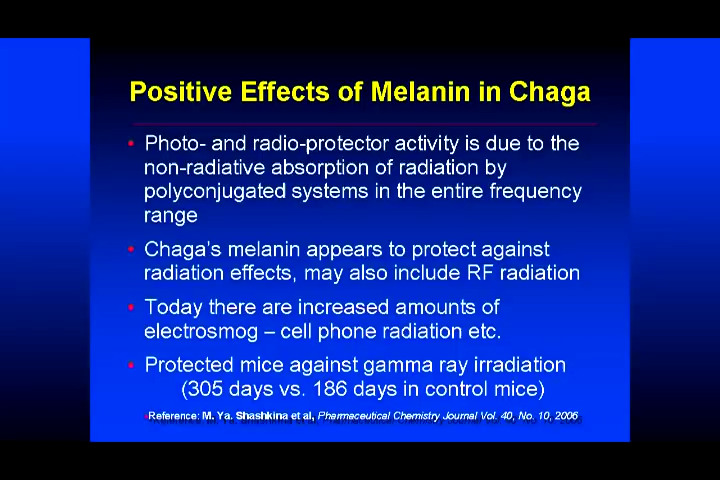 Positive Effects of Melanin in Chaga
• Photo- and radio-protector activity is due to the
non-radiative absorption of radiation by
polyconjugated systems in the entire frequency
range
• Chaga's melanin appears to protect against
radiation effects, may also include RF radiation
• Today there are increased amounts of
electrosmog – cell phone radiation etc.
• Protected mice against gamma ray irradiation
(305 days vs. 186 days in control mice)
•Reference: M. Ya. Shashkina et al, Pharmaceutical Chemistry Journal Vol. 40, No. 10, 2006